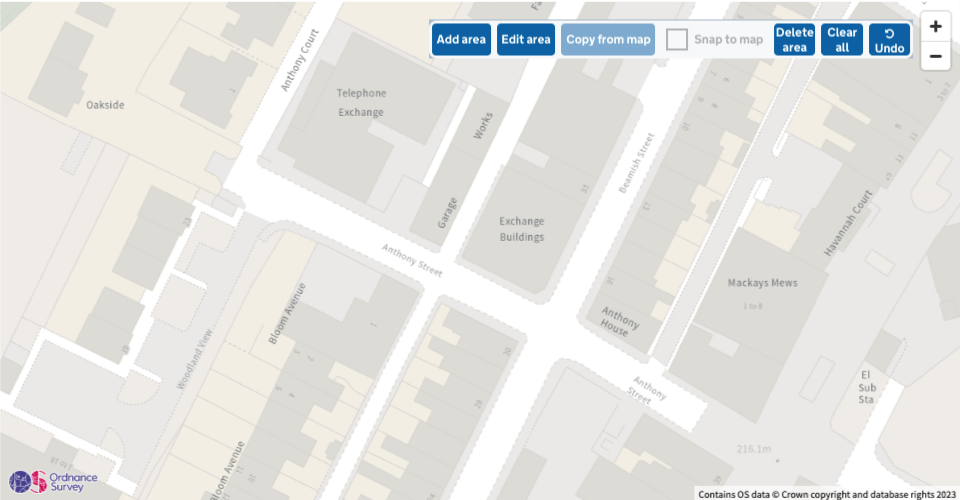 Add area
Edit area
Copy from map
Snap to map
Delete
area
Clear
all
Undo
+
−
Anthony Court
Oakside
Telephone
Exchange
Works
Garage
Beamish Street
Exchange
Buildings
33
Anthony Street
Havannah Court
Mackays Mews
1 to 8
Anthony
House
Bloom Avenue
Woodland View
Anthony
Street
El
Sub
Sta
216.1m
Bloom Avenue
Ordnance
Survey
Contains OS data © Crown copyright and database rights 2023